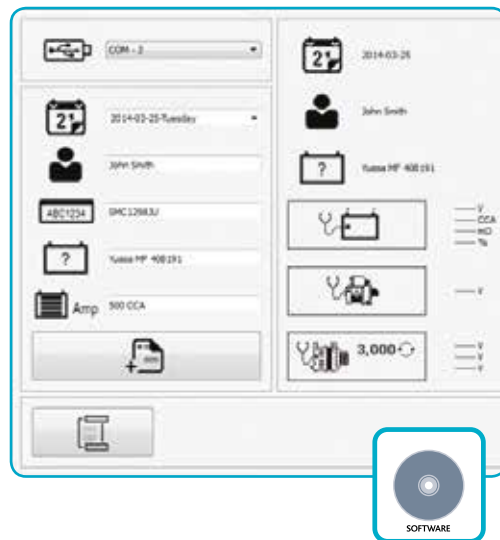 COM - 3
2014-03-25-Tuesday
John Smith
ABC1234
?
Yuasa MF 408191
Amp
500 CCA
2014-03-25
John Smith
?
Yuasa MF 408191
V
CCA
mΩ
%
V
3,000
V
V
V
SOFTWARE